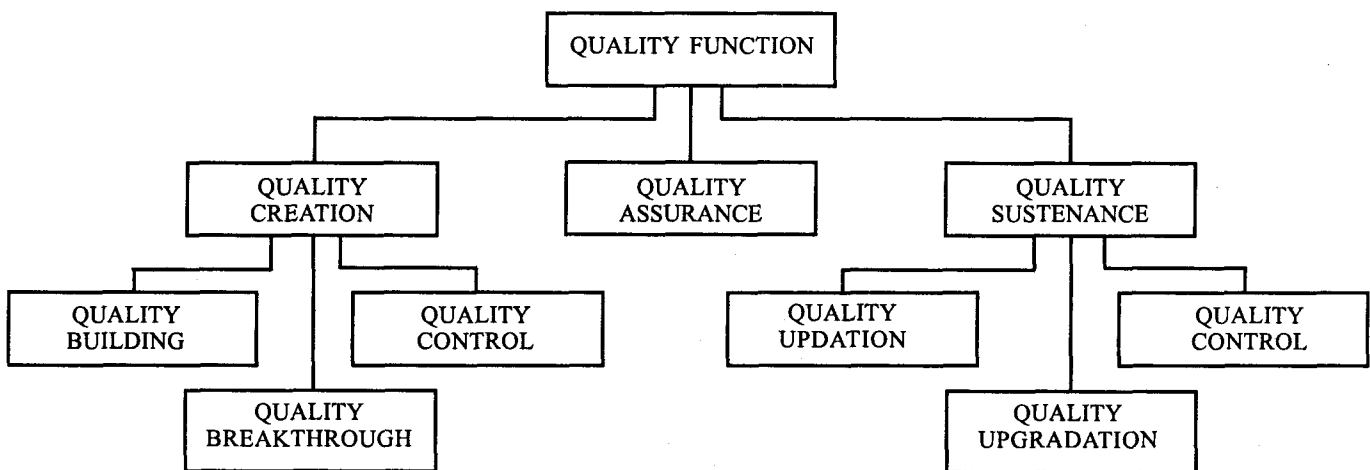 QUALITY FUNCTION
QUALITY
CREATION
QUALITY
ASSURANCE
QUALITY
SUSTENANCE
QUALITY
BUILDING
QUALITY
CONTROL
QUALITY
UPDATION
QUALITY
CONTROL
QUALITY
BREAKTHROUGH
QUALITY
UPGRADATION